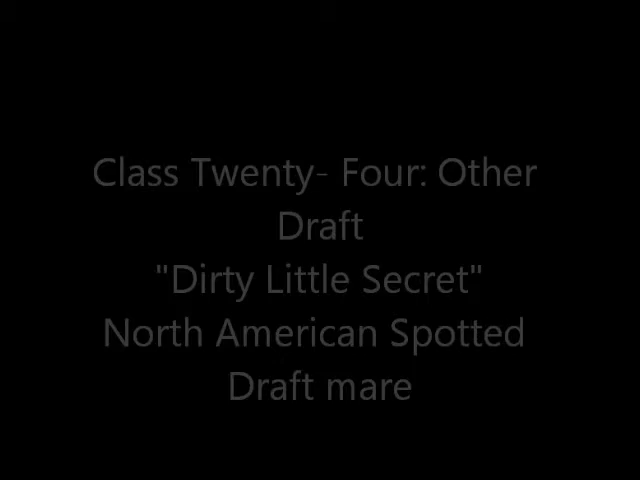 Class Twenty- Four: Other
Draft
"Dirty Little Secret"
North American Spotted
Draft mare